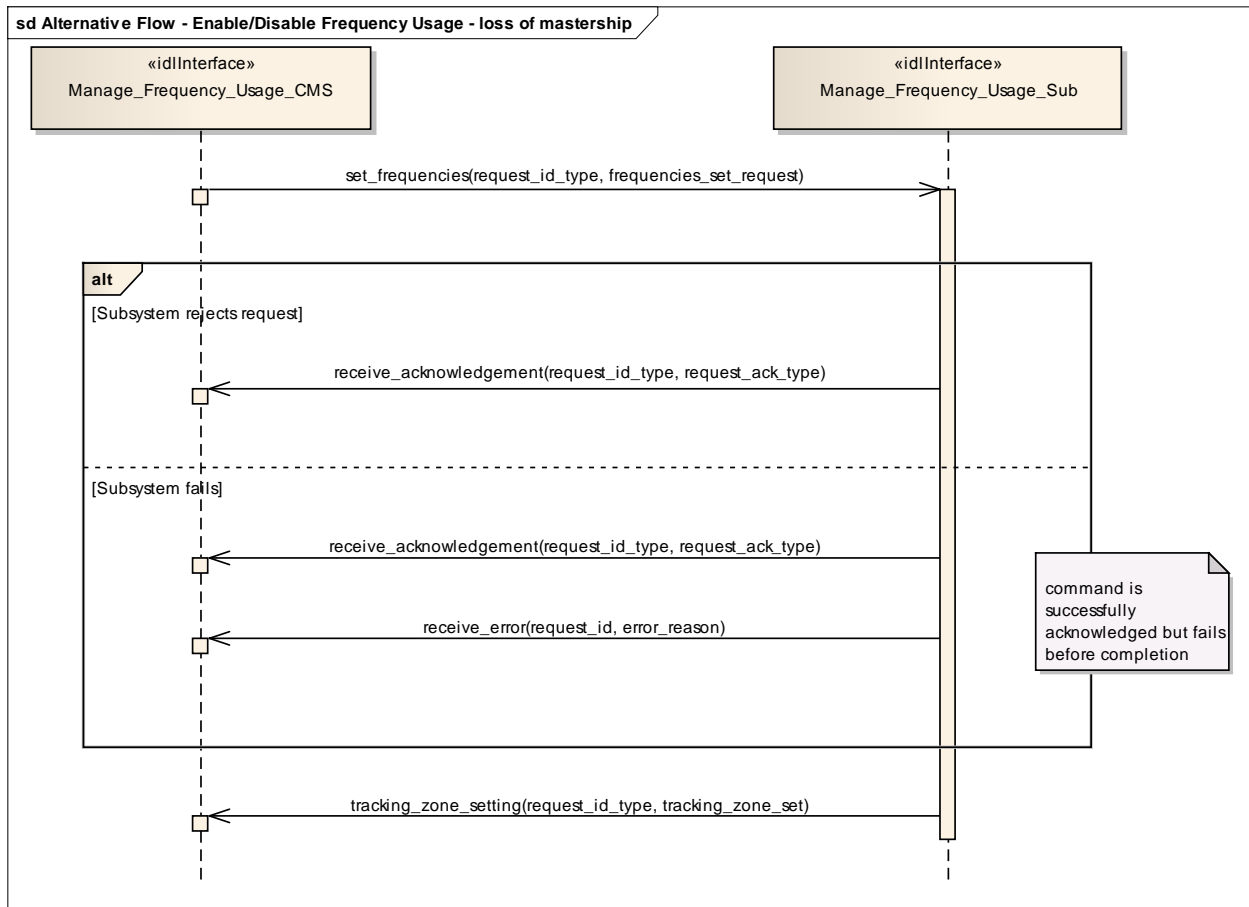 sd Alternative Flow - Enable/Disable Frequency Usage - loss of mastership
«idlInterface»
Manage_Frequency_Usage_CMS
«idlInterface»
Manage_Frequency_Usage_Sub
set_frequencies(request_id_type, frequencies_set_request)
alt
[Subsystem rejects request]
receive_acknowledgement(request_id_type, request_ack_type)
[Subsystem fails]
receive_acknowledgement(request_id_type, request_ack_type)
receive_error(request_id, error_reason)
command is
successfully
acknowledged but fails
before completion
tracking_zone_setting(request_id_type, tracking_zone_set)